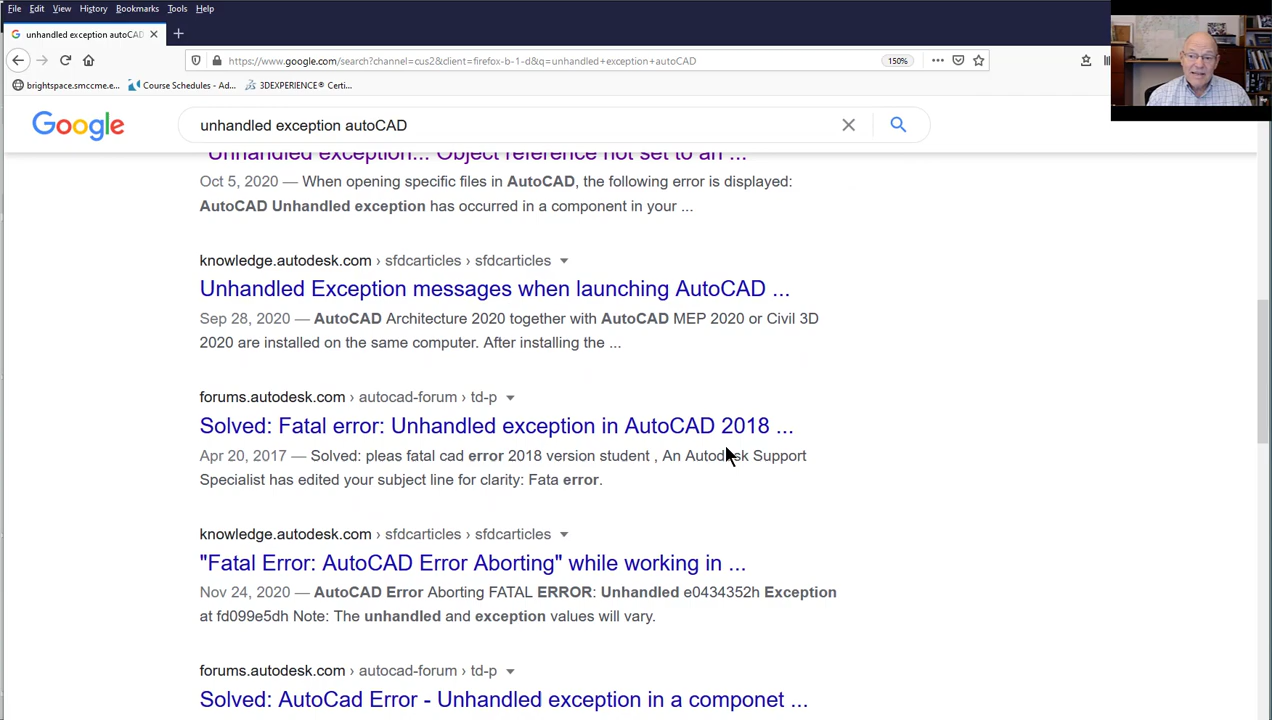 File Edit View History Bookmarks Tools Help
unhandled exception autoCAD
https://www.google.com/search?channel=cus2&client=firefox-b-1-d&q=unhandled+exception+autoCAD
150%
brightspace.smccme.e...
Course Schedules - Ad...
3DEXPERIENCE® Certi...
Google
unhandled exception autoCAD
"Unhandled exception... Object reference not set to an ...
Oct 5, 2020 — When opening specific files in AutoCAD, the following error is displayed:
AutoCAD Unhandled exception has occurred in a component in your ...
knowledge.autodesk.com › sfdcarticles › sfdcarticles
Unhandled Exception messages when launching AutoCAD ...
Sep 28, 2020 — AutoCAD Architecture 2020 together with AutoCAD MEP 2020 or Civil 3D
2020 are installed on the same computer. After installing the ...
forums.autodesk.com › autocad-forum › td-p
Solved: Fatal error: Unhandled exception in AutoCAD 2018 ...
Apr 20, 2017 — Solved: pleas fatal cad error 2018 version student , An Autodesk Support
Specialist has edited your subject line for clarity: Fata error.
knowledge.autodesk.com › sfdcarticles › sfdcarticles
"Fatal Error: AutoCAD Error Aborting" while working in ...
Nov 24, 2020 — AutoCAD Error Aborting FATAL ERROR: Unhandled e0434352h Exception
at fd099e5dh Note: The unhandled and exception values will vary.
forums.autodesk.com › autocad-forum › td-p
Solved: AutoCad Error - Unhandled exception in a componet ...